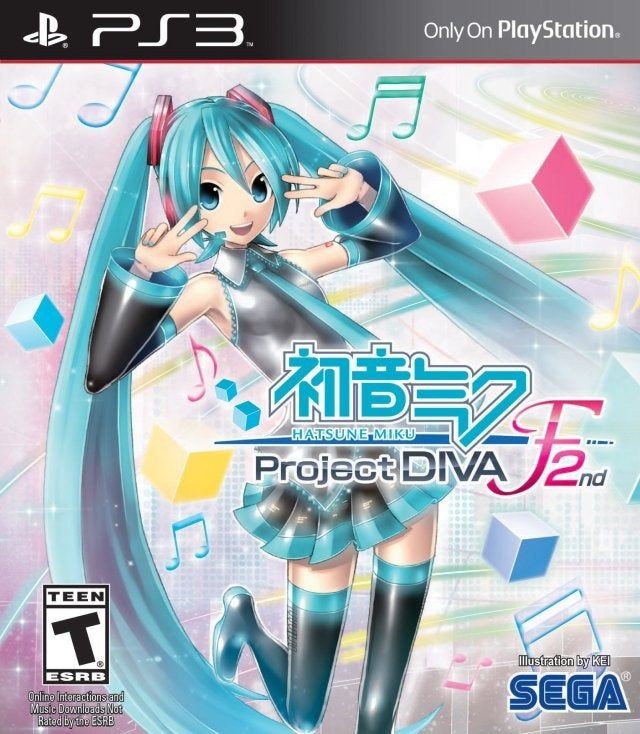 PS3
Only On PlayStation®
初音ミク
HATSUNE MIKU
Project DIVA F 2nd
TEEN
T
ESRB
Online Interactions and
Music Downloads Not
Rated by the ESRB
Illustration by KEI
SEGA®